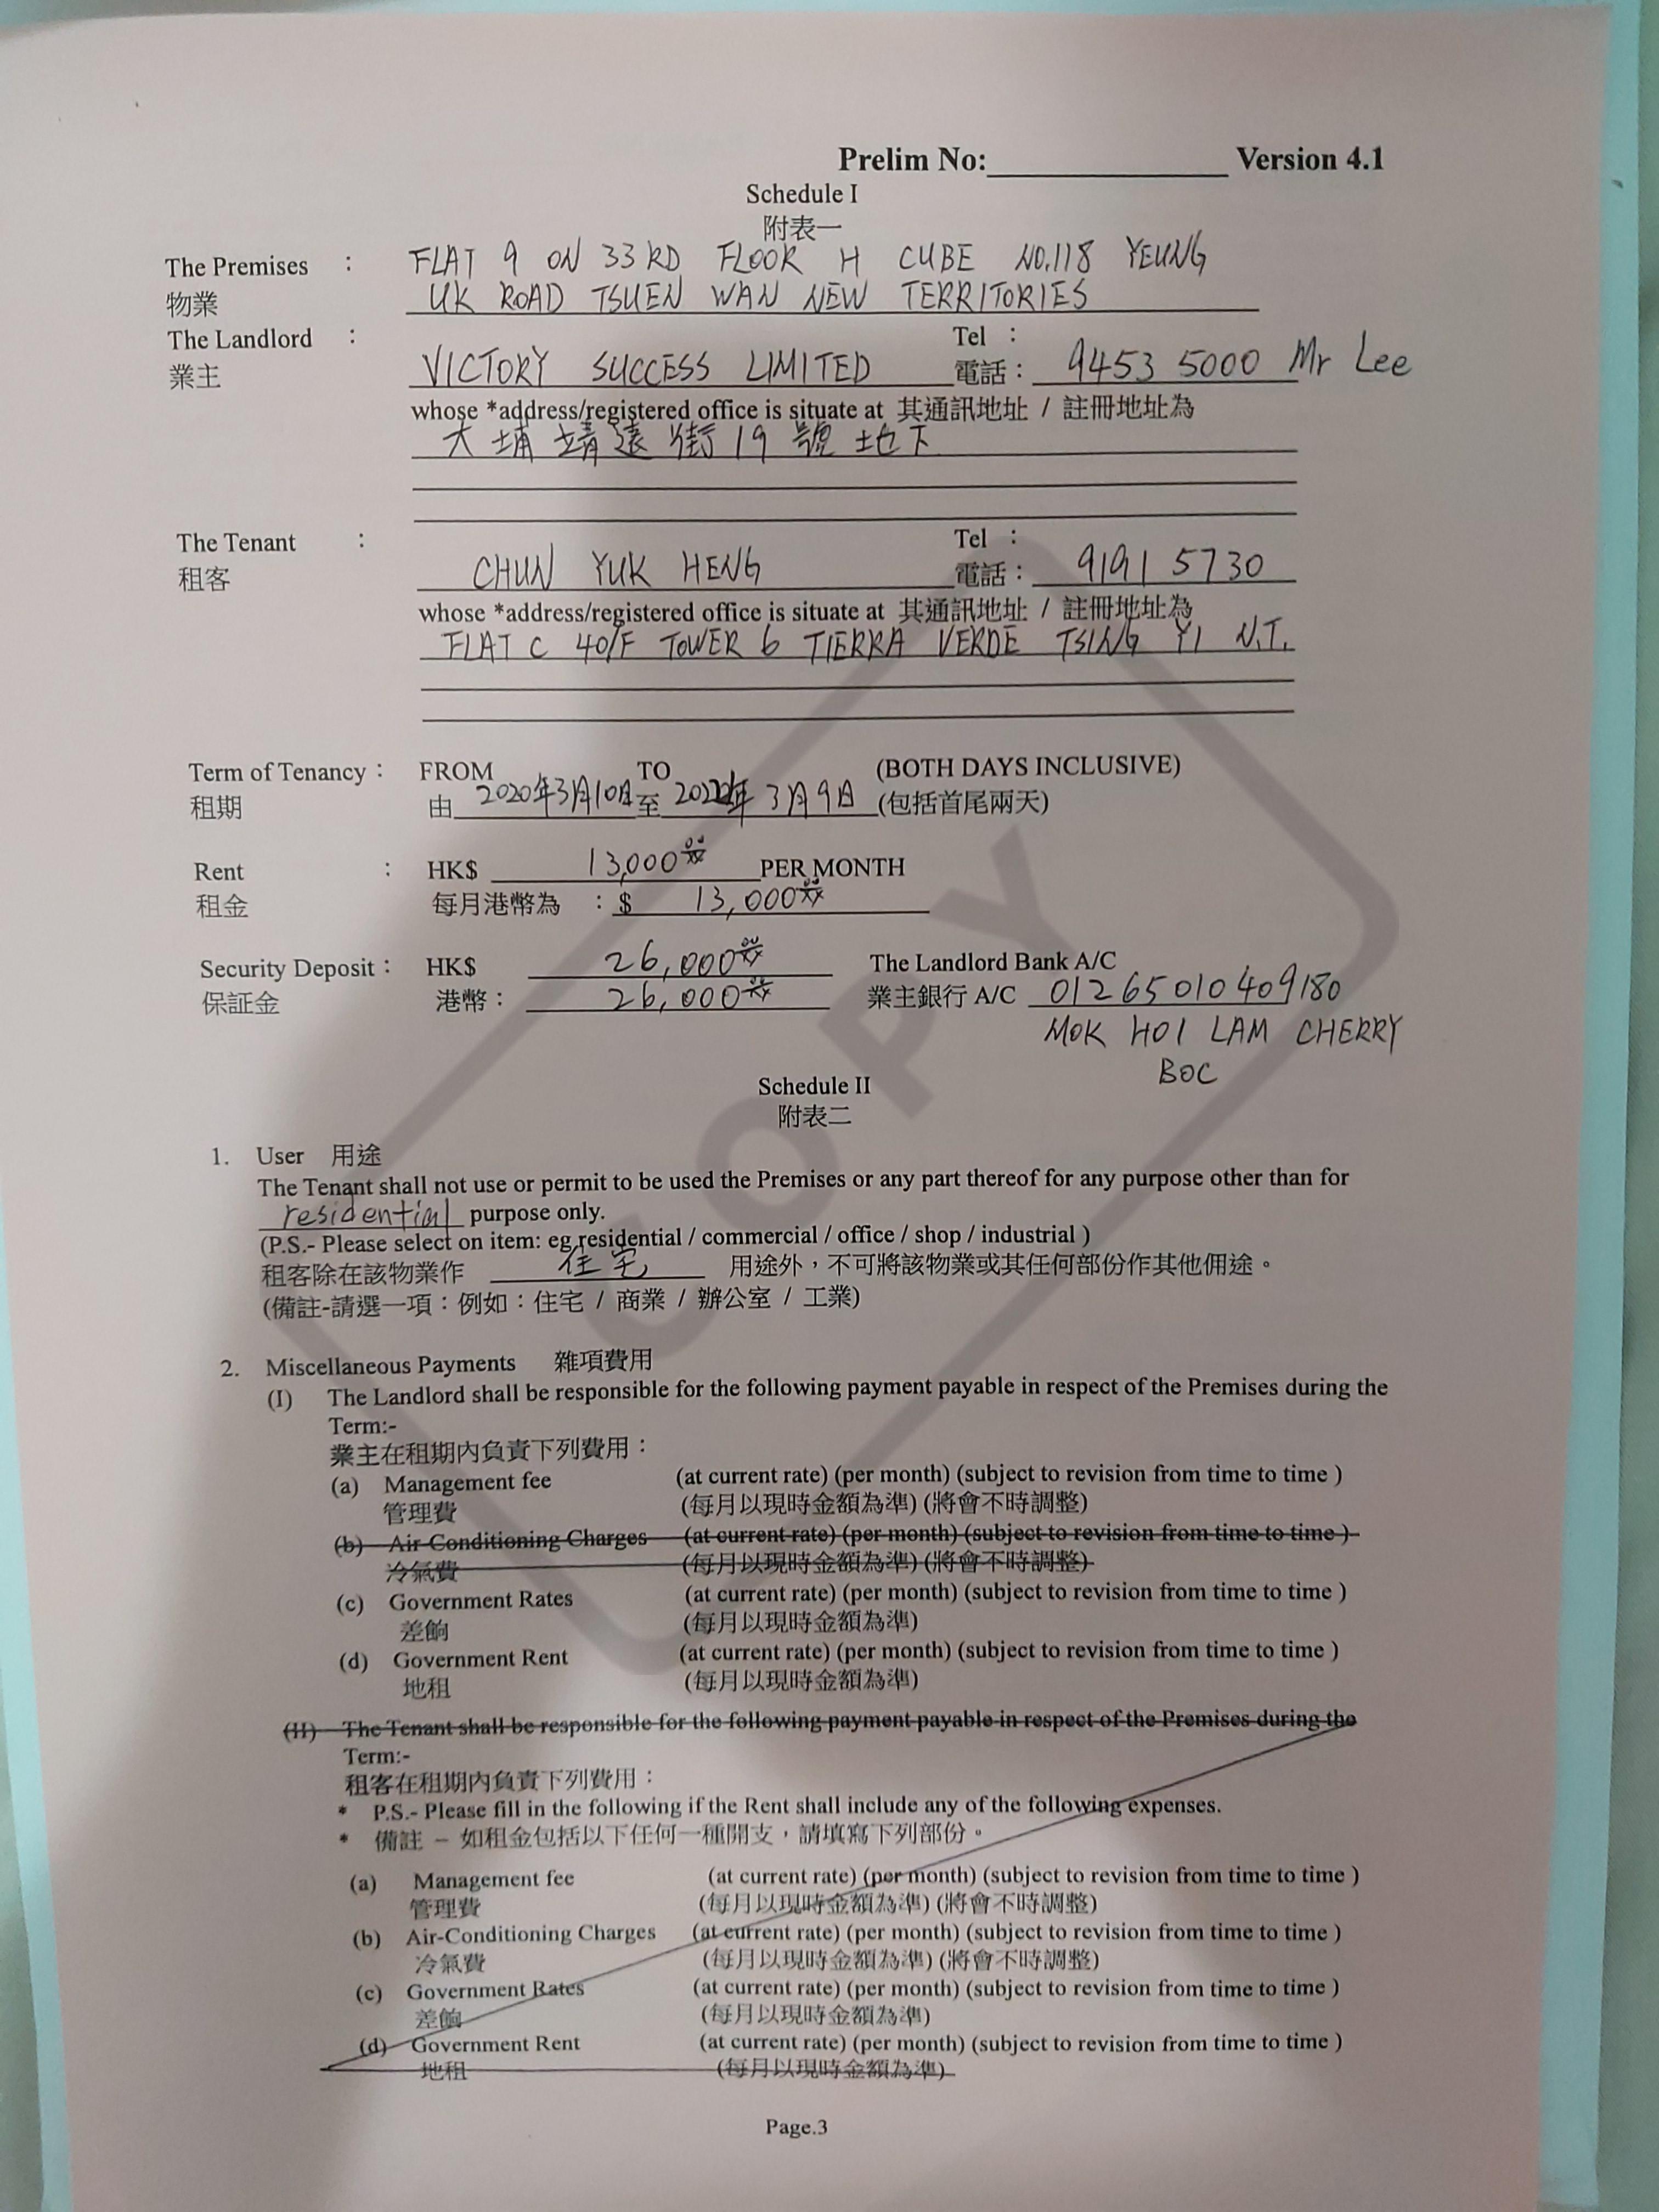 Prelim No: Version 4.1
Schedule I
附表一
The Premises : FLAT 9 ON 33RD FLOOR H CUBE NO.118 YEUNG
物業 UK ROAD TSUEN WAN NEW TERRITORIES
The Landlord : Tel :
業主 VICTORY SUCCESS LIMITED 電話: 9453 5000 Mr Lee
whose *address/registered office is situate at 其通訊地址 / 註冊地址為
大埔靖遠街19號地下
The Tenant : Tel :
租客 CHUN YUK HENG 電話: 9191 5730
whose *address/registered office is situate at 其通訊地址 / 註冊地址為
FLAT C 40/F TOWER 6 TIERRA VERDE TSING YI N.T.
Term of Tenancy: FROM TO (BOTH DAYS INCLUSIVE)
租期 由 2020年3月10日 至 2022年3月9日 (包括首尾兩天)
Rent : HK$ 13,000 PER MONTH
租金 每月港幣為 : $ 13,000
Security Deposit: HK$ 26,000 The Landlord Bank A/C
保証金 港幣: 26,000 業主銀行 A/C 012 65 010 409180
MOK HOI LAM CHERRY
BOC
Schedule II
附表二
1. User 用途
The Tenant shall not use or permit to be used the Premises or any part thereof for any purpose other than for
residential purpose only.
(P.S.- Please select on item: eg residential / commercial / office / shop / industrial )
租客除在該物業作 住宅 用途外,不可將該物業或其任何部份作其他佣途。
(備註-請選一項:例如:住宅 / 商業 / 辦公室 / 工業)
2. Miscellaneous Payments 雜項費用
(I) The Landlord shall be responsible for the following payment payable in respect of the Premises during the
Term:-
業主在租期內負責下列費用:
(a) Management fee (at current rate) (per month) (subject to revision from time to time )
管理費 (每月以現時金額為準) (將會不時調整)
(b) Air-Conditioning Charges (at current rate) (per month) (subject to revision from time to time )
冷氣費 (每月以現時金額為準) (將會不時調整)
(c) Government Rates (at current rate) (per month) (subject to revision from time to time )
差餉 (每月以現時金額為準)
(d) Government Rent (at current rate) (per month) (subject to revision from time to time )
地租 (每月以現時金額為準)
(II) The Tenant shall be responsible for the following payment payable in respect of the Premises during the
Term:-
租客在租期內負責下列費用:
* P.S.- Please fill in the following if the Rent shall include any of the following expenses.
* 備註 – 如租金包括以下任何一種開支,請填寫下列部份。
(a) Management fee (at current rate) (per month) (subject to revision from time to time )
管理費 (每月以現時金額為準) (將會不時調整)
(b) Air-Conditioning Charges (at current rate) (per month) (subject to revision from time to time )
冷氣費 (每月以現時金額為準) (將會不時調整)
(c) Government Rates (at current rate) (per month) (subject to revision from time to time )
差餉 (每月以現時金額為準)
(d) Government Rent (at current rate) (per month) (subject to revision from time to time )
地租 (每月以現時金額為準)
Page.3
COPY